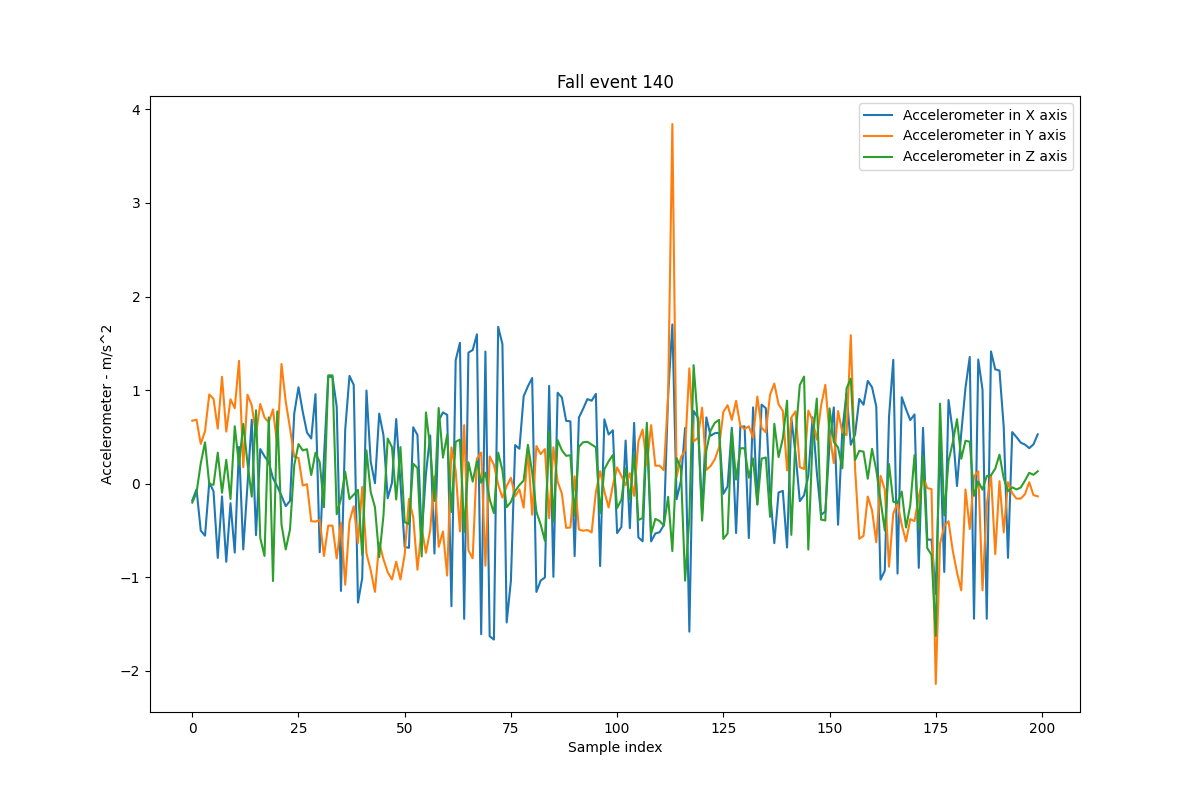 Fall event 140
Accelerometer in X axis
Accelerometer in Y axis
Accelerometer in Z axis
Accelerometer - m/s^2
4
3
2
1
0
−1
−2
0 25 50 75 100 125 150 175 200
Sample index